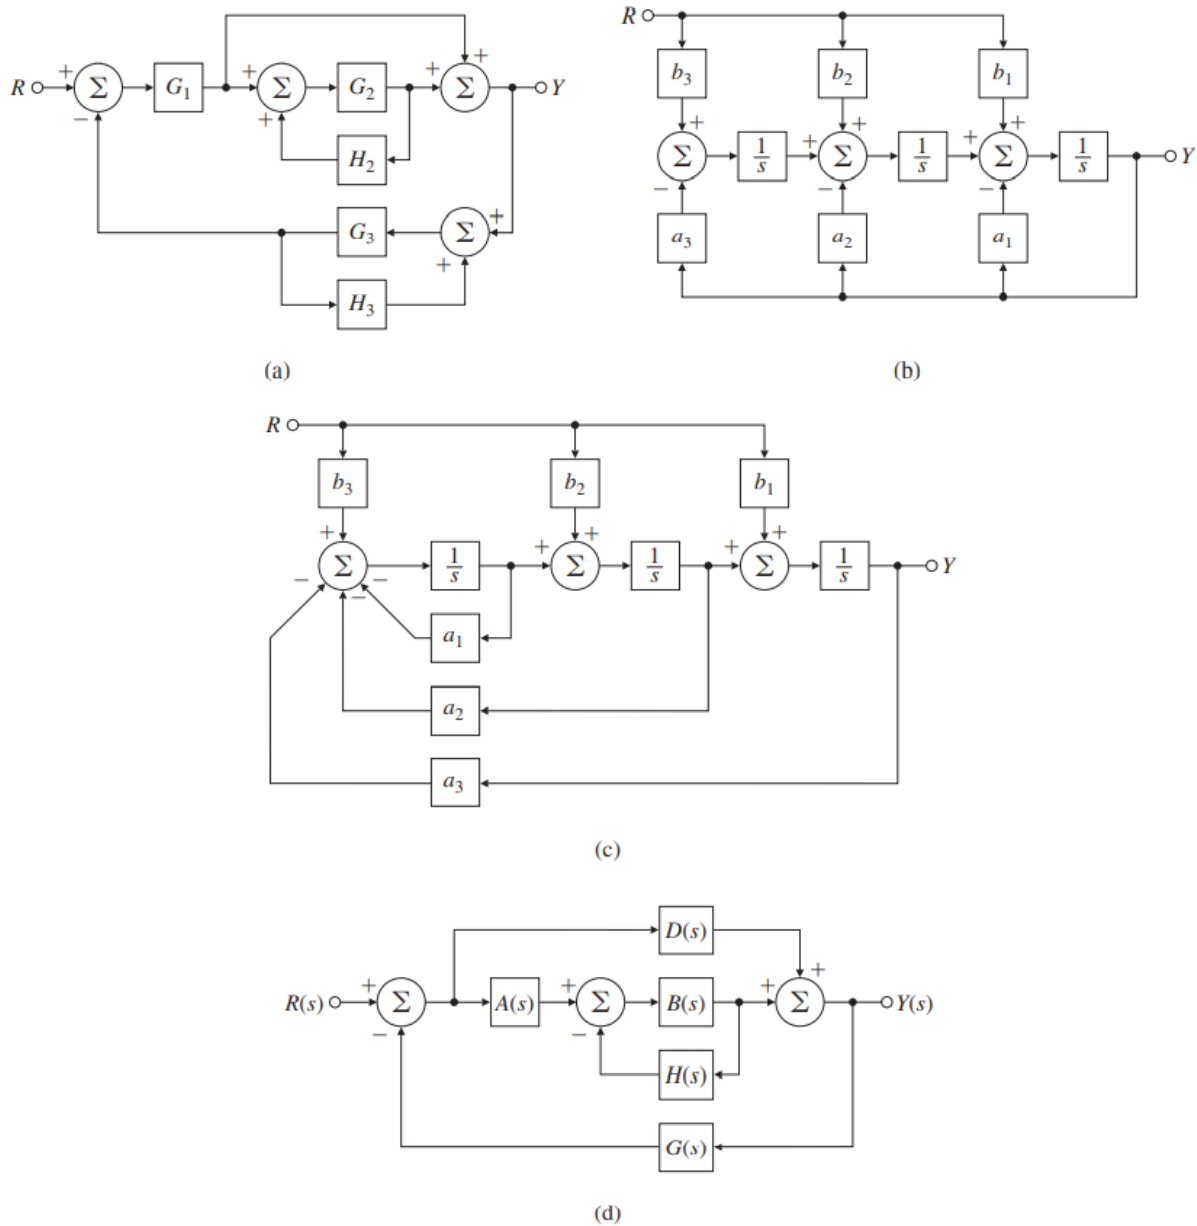 R + Σ − G₁ + Σ + G₂ + Σ + Y
H₂
G₃ Σ + +
H₃
(a)
R
b₃ b₂ b₁
+ + +
Σ 1/s + Σ 1/s + Σ 1/s Y
− − −
a₃ a₂ a₁
(b)
R
b₃ b₂ b₁
+ + +
Σ 1/s + Σ 1/s + Σ 1/s Y
− − −
a₁
a₂
a₃
(c)
D(s)
R(s) + Σ − A(s) + Σ − B(s) + Σ + Y(s)
H(s)
G(s)
(d)